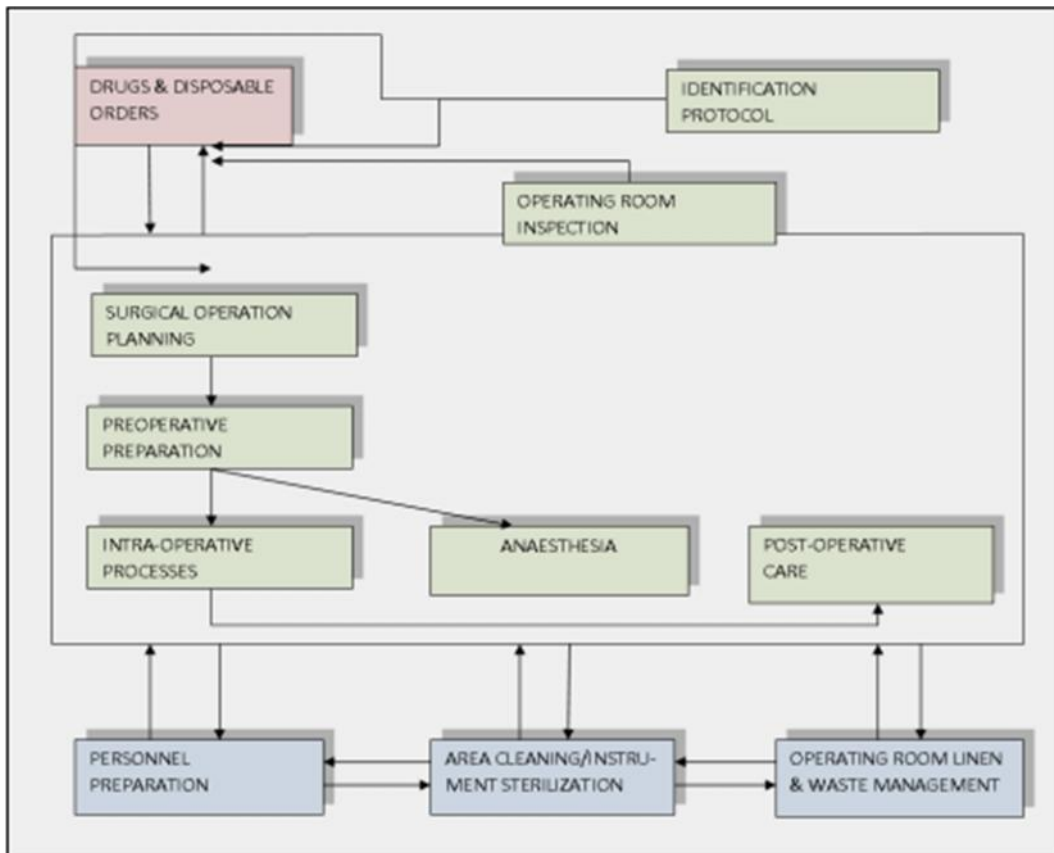 DRUGS & DISPOSABLE
ORDERS
IDENTIFICATION
PROTOCOL
OPERATING ROOM
INSPECTION
SURGICAL OPERATION
PLANNING
PREOPERATIVE
PREPARATION
INTRA-OPERATIVE
PROCESSES
ANAESTHESIA
POST-OPERATIVE
CARE
PERSONNEL
PREPARATION
AREA CLEANING/INSTRU-
MENT STERILIZATION
OPERATING ROOM LINEN
& WASTE MANAGEMENT